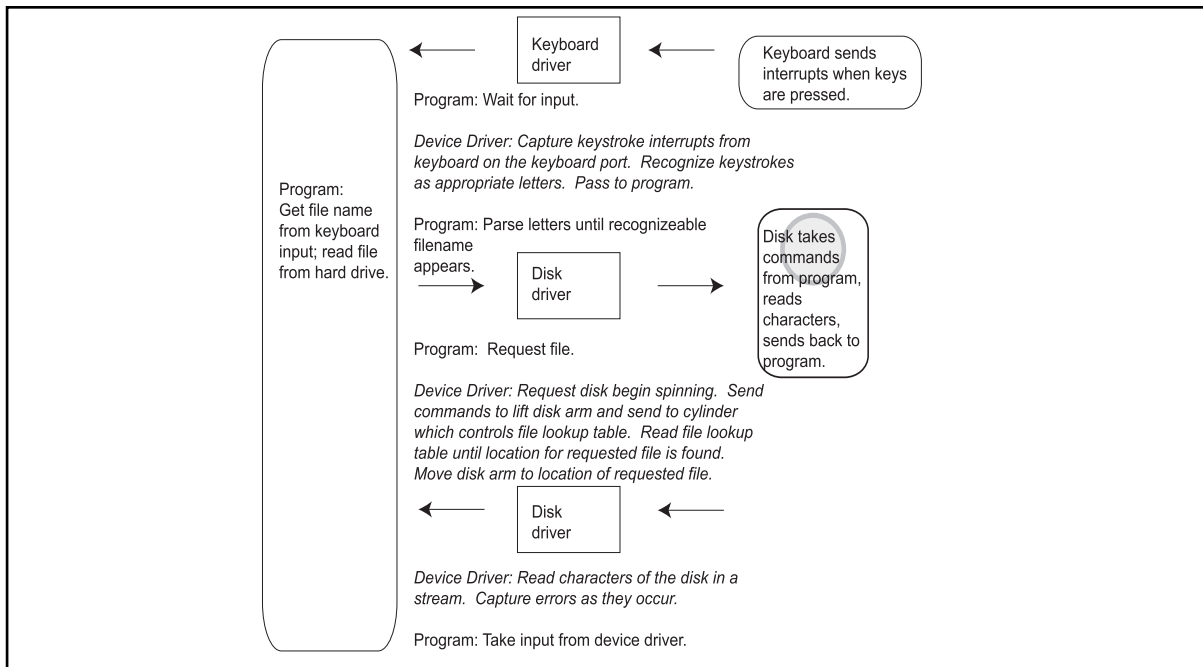 Keyboard
driver
Keyboard sends
interrupts when keys
are pressed.
Program: Wait for input.
Device Driver: Capture keystroke interrupts from
keyboard on the keyboard port. Recognize keystrokes
as appropriate letters. Pass to program.
Program:
Get file name
from keyboard
input; read file
from hard drive.
Program: Parse letters until recognizeable
filename
appears.
Disk
driver
Disk takes
commands
from program,
reads
characters,
sends back to
program.
Program: Request file.
Device Driver: Request disk begin spinning. Send
commands to lift disk arm and send to cylinder
which controls file lookup table. Read file lookup
table until location for requested file is found.
Move disk arm to location of requested file.
Disk
driver
Device Driver: Read characters of the disk in a
stream. Capture errors as they occur.
Program: Take input from device driver.